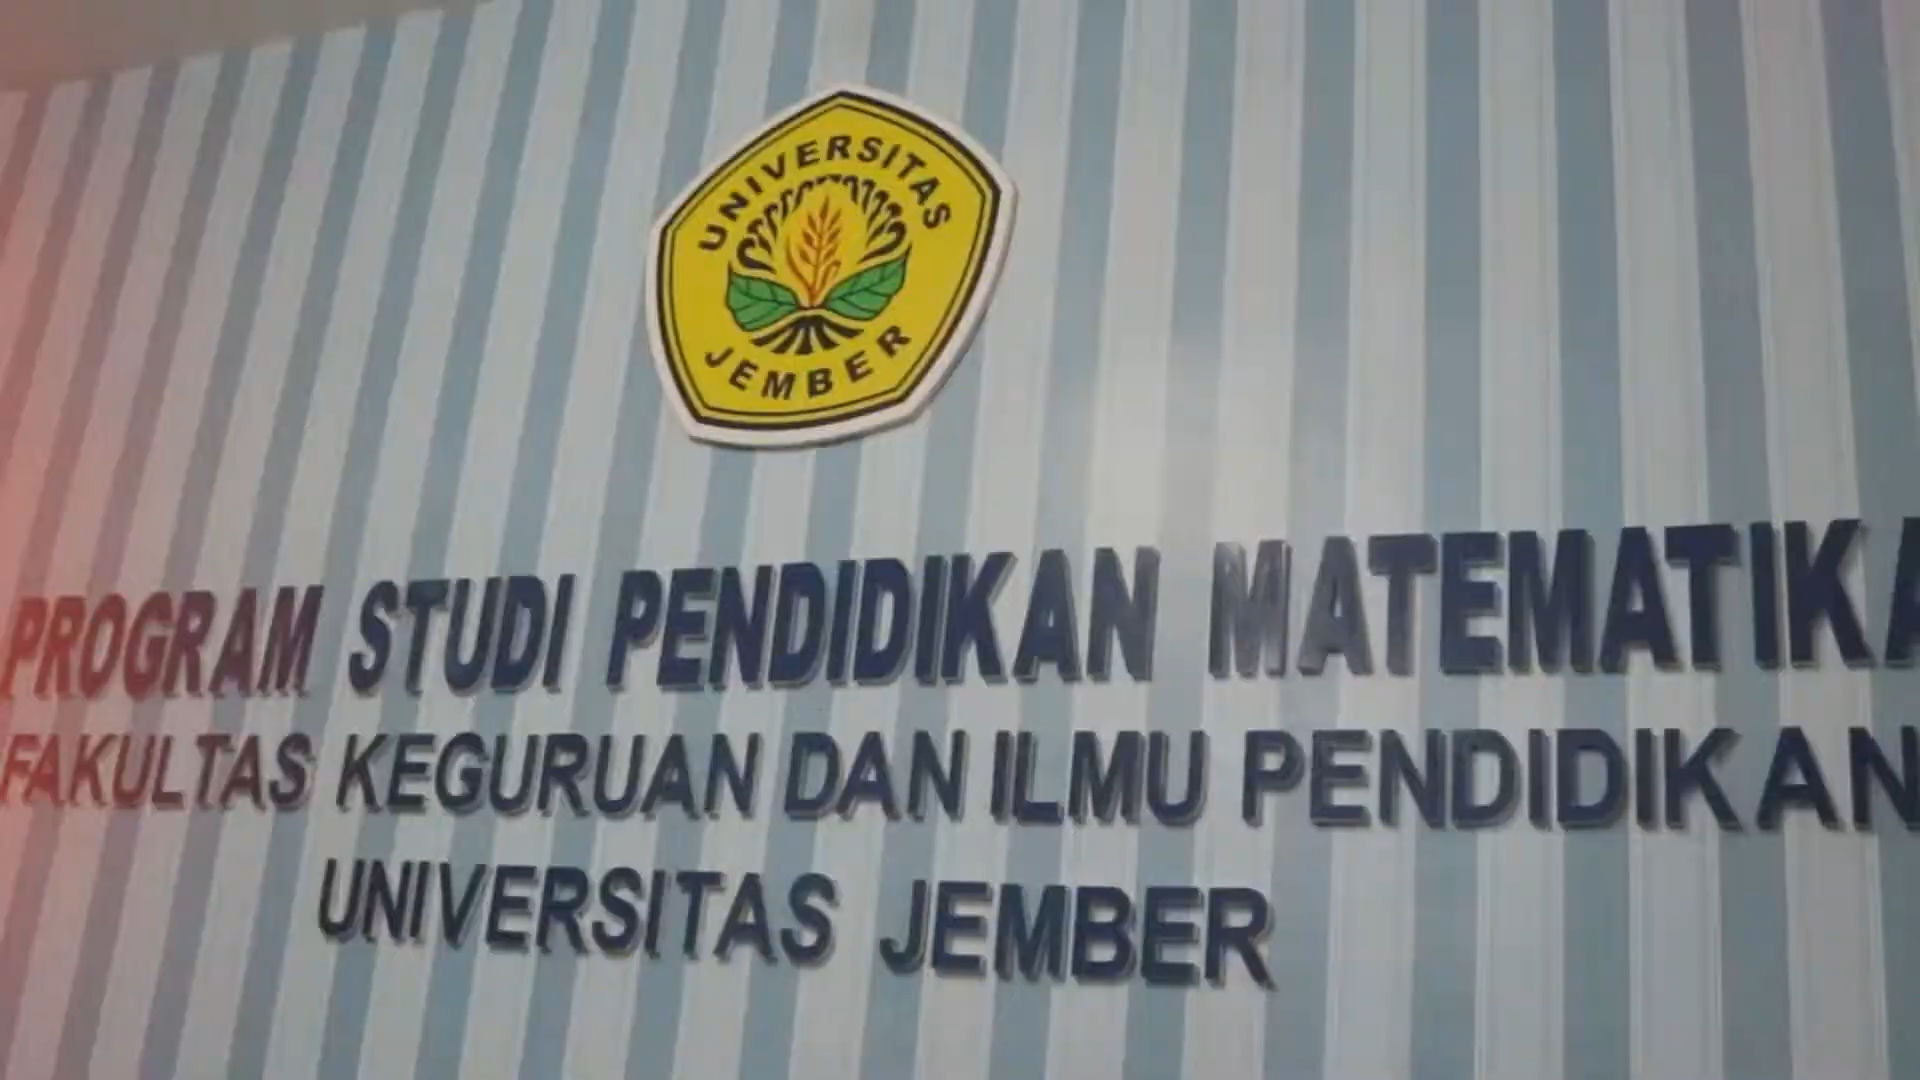 UNIVERSITAS
JEMBER
PROGRAM STUDI PENDIDIKAN MATEMATIKA
FAKULTAS KEGURUAN DAN ILMU PENDIDIKAN
UNIVERSITAS JEMBER